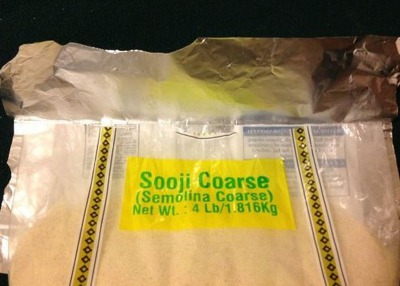 Sooji Coarse
(Semolina Coarse)
Net Wt. : 4 Lb/1.816Kg